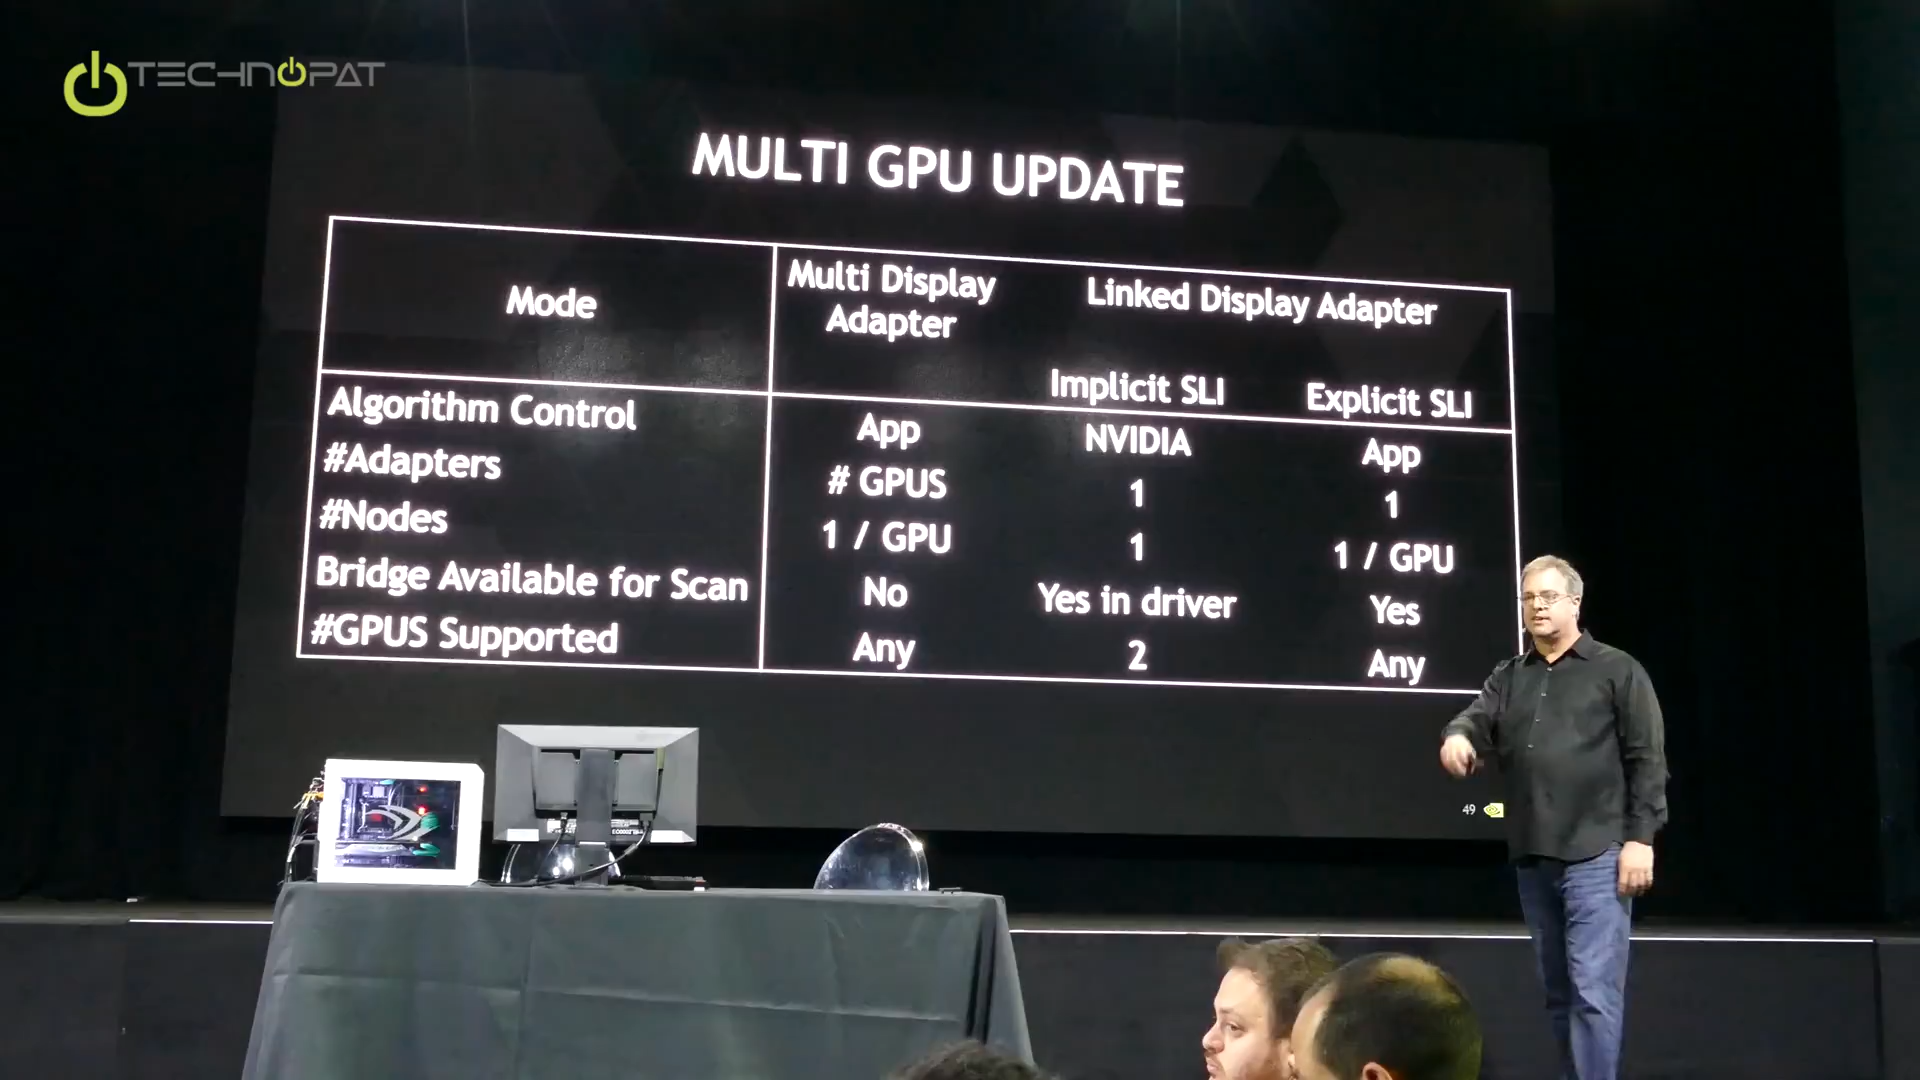 TECHNOPAT
MULTI GPU UPDATE
Mode
Multi Display
Adapter
Linked Display Adapter
Implicit SLI
Explicit SLI
Algorithm Control
App
NVIDIA
App
#Adapters
# GPUS
1
1
#Nodes
1 / GPU
1
1 / GPU
Bridge Available for Scan
No
Yes in driver
Yes
#GPUS Supported
Any
2
Any
49